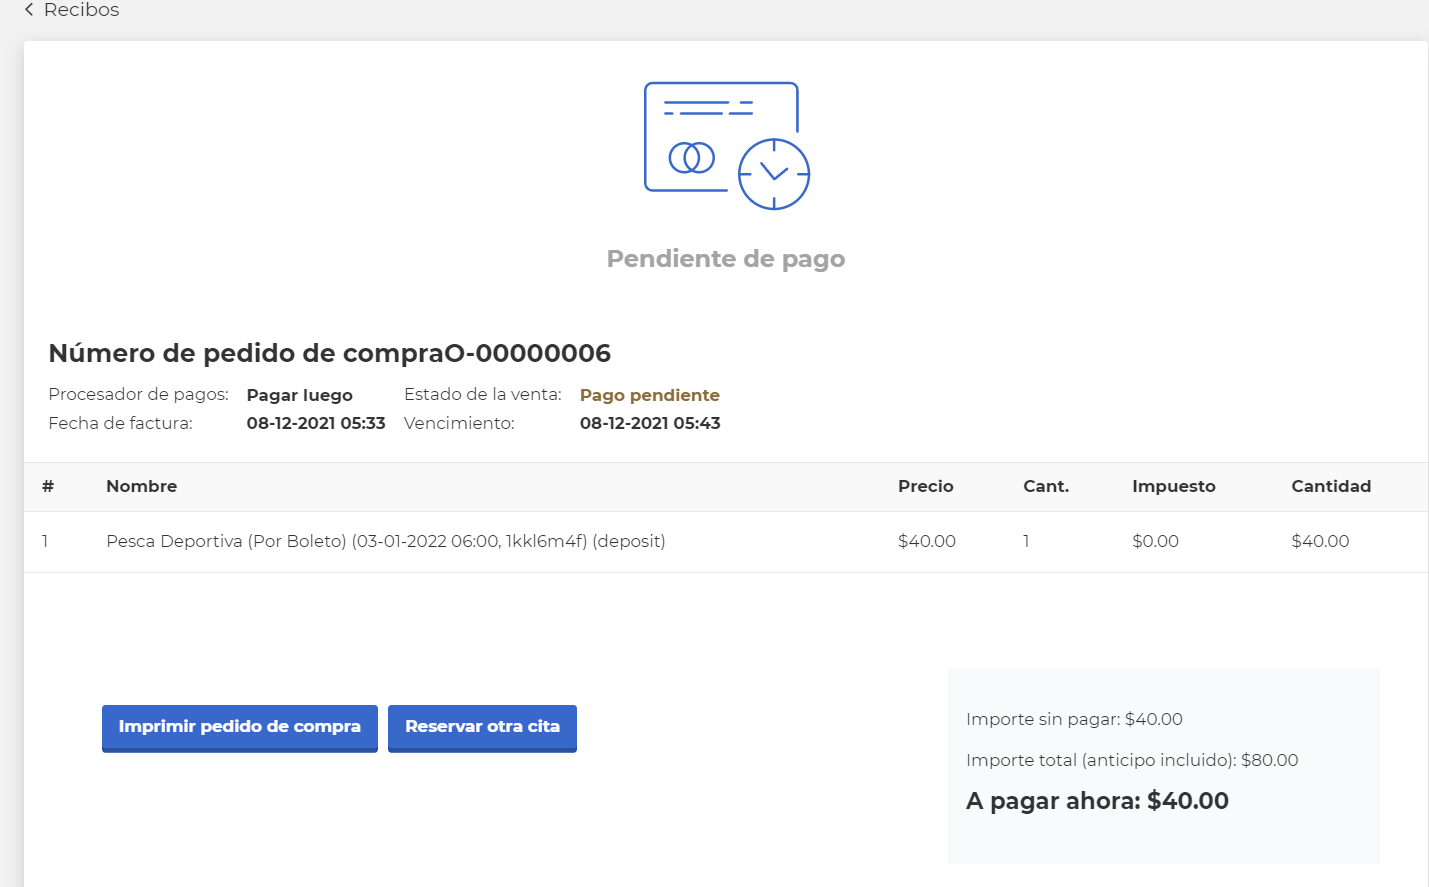 Recibos
Pendiente de pago
Número de pedido de compraO-00000006
Procesador de pagos: Pagar luego Estado de la venta: Pago pendiente
Fecha de factura: 08-12-2021 05:33 Vencimiento: 08-12-2021 05:43
# Nombre Precio Cant. Impuesto Cantidad
1 Pesca Deportiva (Por Boleto) (03-01-2022 06:00, 1kkl6m4f) (deposit) $40.00 1 $0.00 $40.00
Imprimir pedido de compra Reservar otra cita
Importe sin pagar: $40.00
Importe total (anticipo incluido): $80.00
A pagar ahora: $40.00